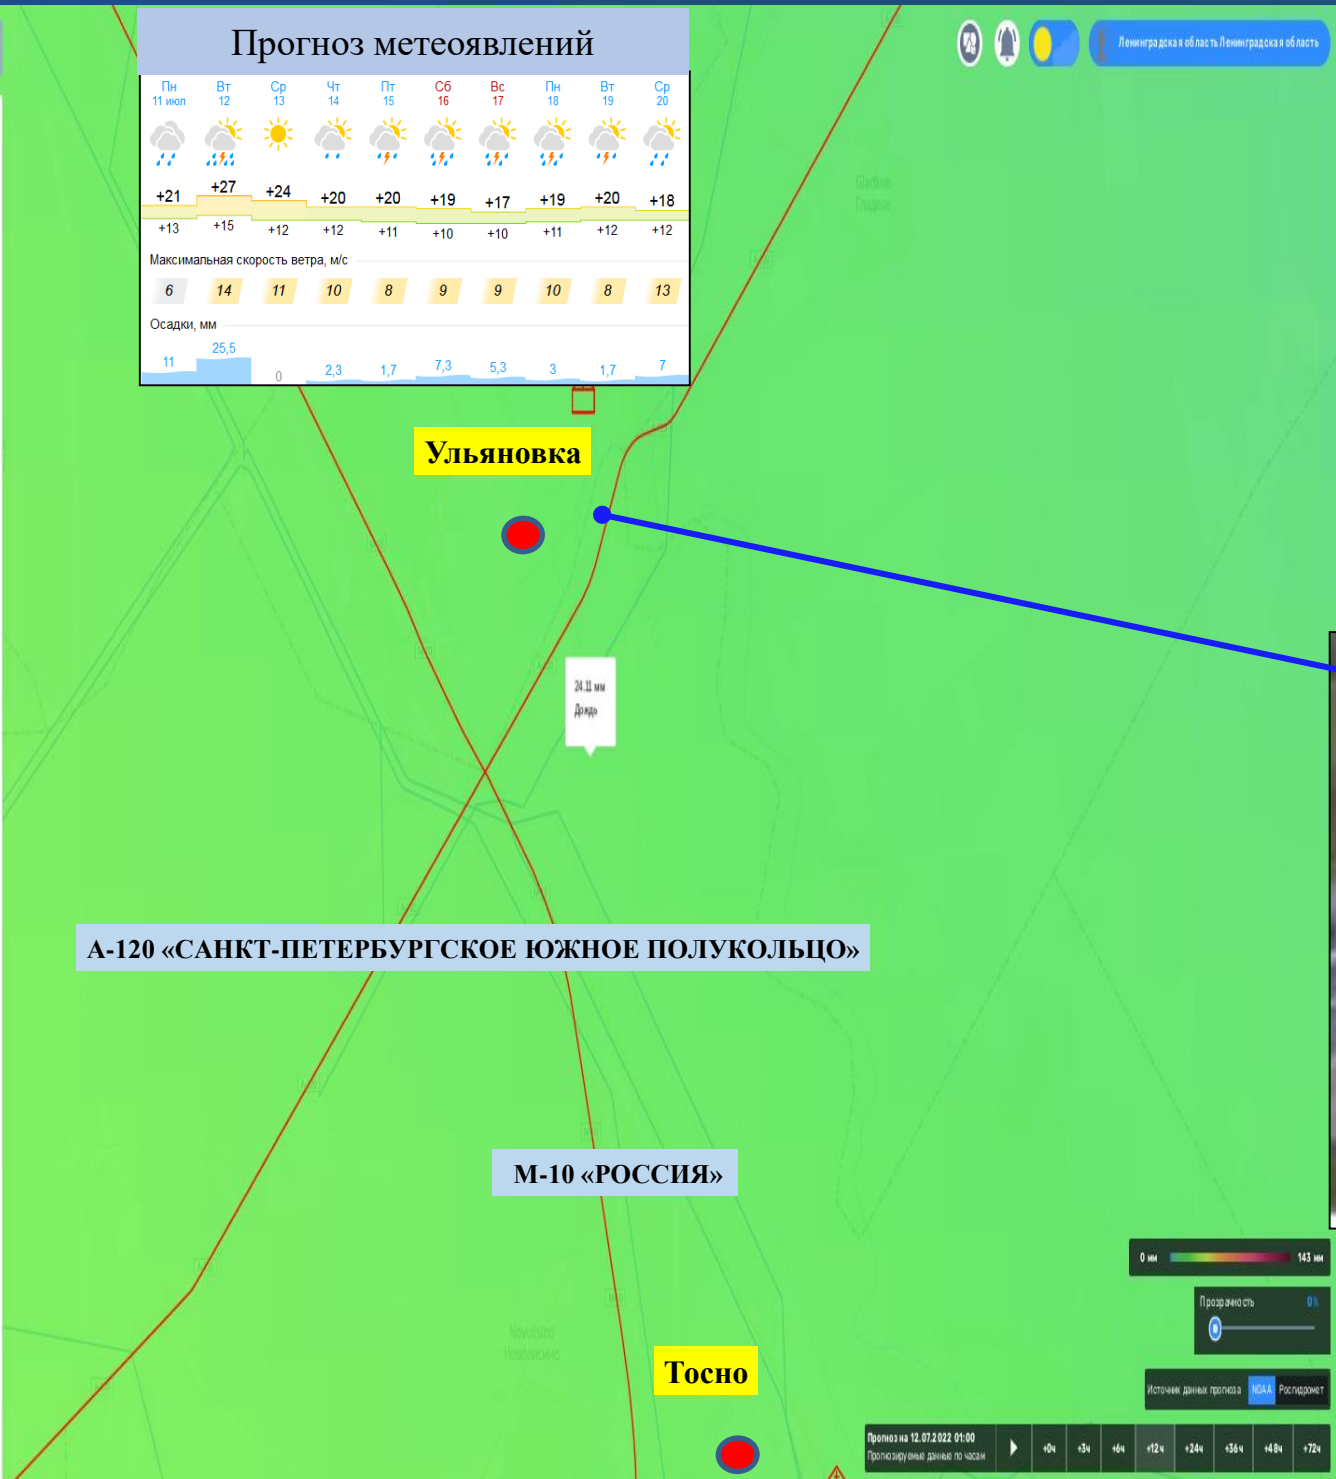 Прогноз метеоявлений
Ленинградская область Ленинградская область
Пн Вт Ср Чт Пт Сб Вс Пн Вт Ср
11 июл 12 13 14 15 16 17 18 19 20
+21 +27 +24 +20 +20 +19 +17 +19 +20 +18
+13 +15 +12 +12 +11 +10 +10 +11 +12 +12
Максимальная скорость ветра, м/с
6 14 11 10 8 9 9 10 8 13
Осадки, мм
11 25,5 0 2,3 1,7 7,3 5,3 3 1,7 7
Gladkoe
Гладкое
Ульяновка
24.11 мм
Дождь
А-120 «САНКТ-ПЕТЕРБУРГСКОЕ ЮЖНОЕ ПОЛУКОЛЬЦО»
М-10 «РОССИЯ»
0 мм 143 мм
Прозрачность 0%
Novolisino
Новолисино
Тосно
Источник данных прогноза NOAA Росгидромет
Прогноз на 12.07.2022 01:00
Прогнозируемые данные по часам
+0ч +3ч +6ч +12ч +24ч +36ч +48ч +72ч